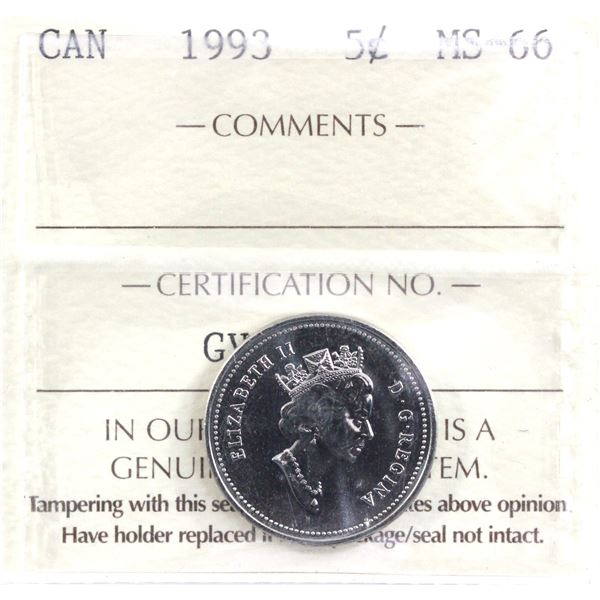 CAN 1993 5¢ MS 66
— COMMENTS —
— CERTIFICATION NO. —
ELIZABETH II D·G·REGINA
IN IS A
Tampering with this above opinion
Have holder replaced seal not intact.